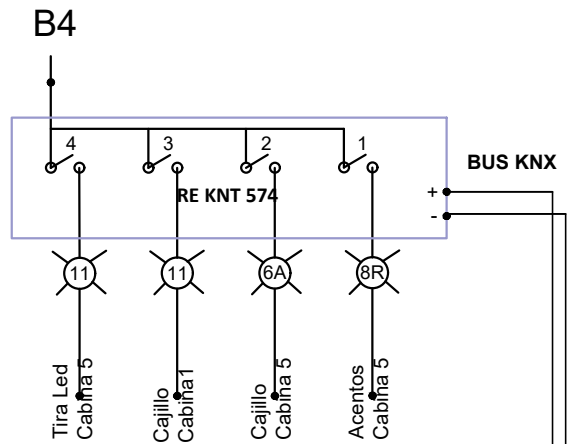 B4
4 3 2 1
BUS KNX
RE KNT 574
+
-
11 11 6A 8R
Tira Led
Cabina 5
Cajillo
Cabina1
Cajillo
Cabina 5
Acentos
Cabina 5